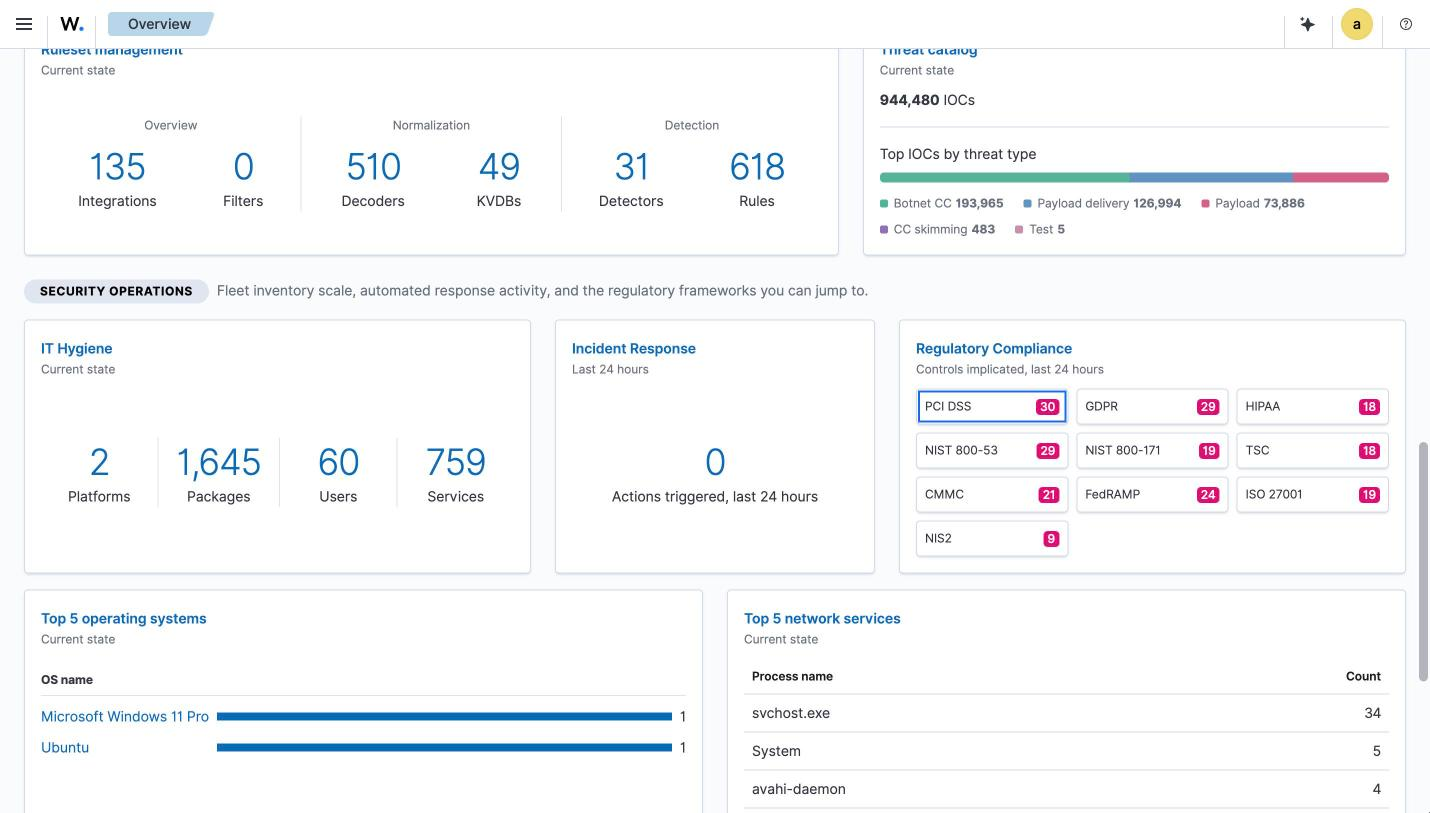 W.
Overview
a
Ruleset management
Current state
Overview
135
Integrations
0
Filters
Normalization
510
Decoders
49
KVDBs
Detection
31
Detectors
618
Rules
Threat catalog
Current state
944,480 IOCs
Top IOCs by threat type
Botnet CC 193,965 Payload delivery 126,994 Payload 73,886
CC skimming 483 Test 5
SECURITY OPERATIONS Fleet inventory scale, automated response activity, and the regulatory frameworks you can jump to.
IT Hygiene
Current state
2
Platforms
1,645
Packages
60
Users
759
Services
Incident Response
Last 24 hours
0
Actions triggered, last 24 hours
Regulatory Compliance
Controls implicated, last 24 hours
PCI DSS 30 GDPR 29 HIPAA 18
NIST 800-53 29 NIST 800-171 19 TSC 18
CMMC 21 FedRAMP 24 ISO 27001 19
NIS2 9
Top 5 operating systems
Current state
OS name
Microsoft Windows 11 Pro 1
Ubuntu 1
Top 5 network services
Current state
Process name Count
svchost.exe 34
System 5
avahi-daemon 4